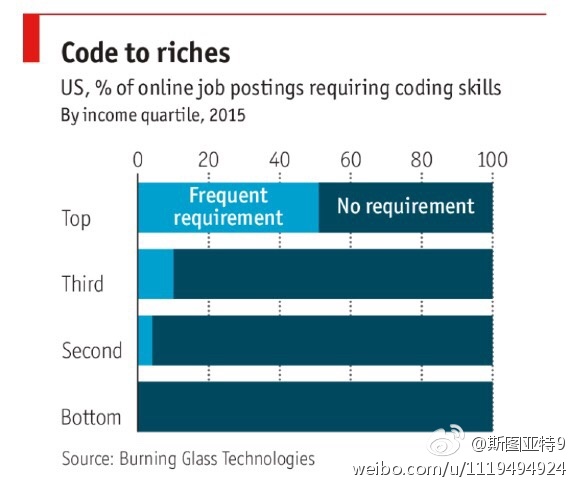 Code to riches
US, % of online job postings requiring coding skills
By income quartile, 2015
0 20 40 60 80 100
Top
Frequent
requirement
No requirement
Third
Second
Bottom
Source: Burning Glass Technologies
@斯图亚特9
weibo.com/u/1119494924